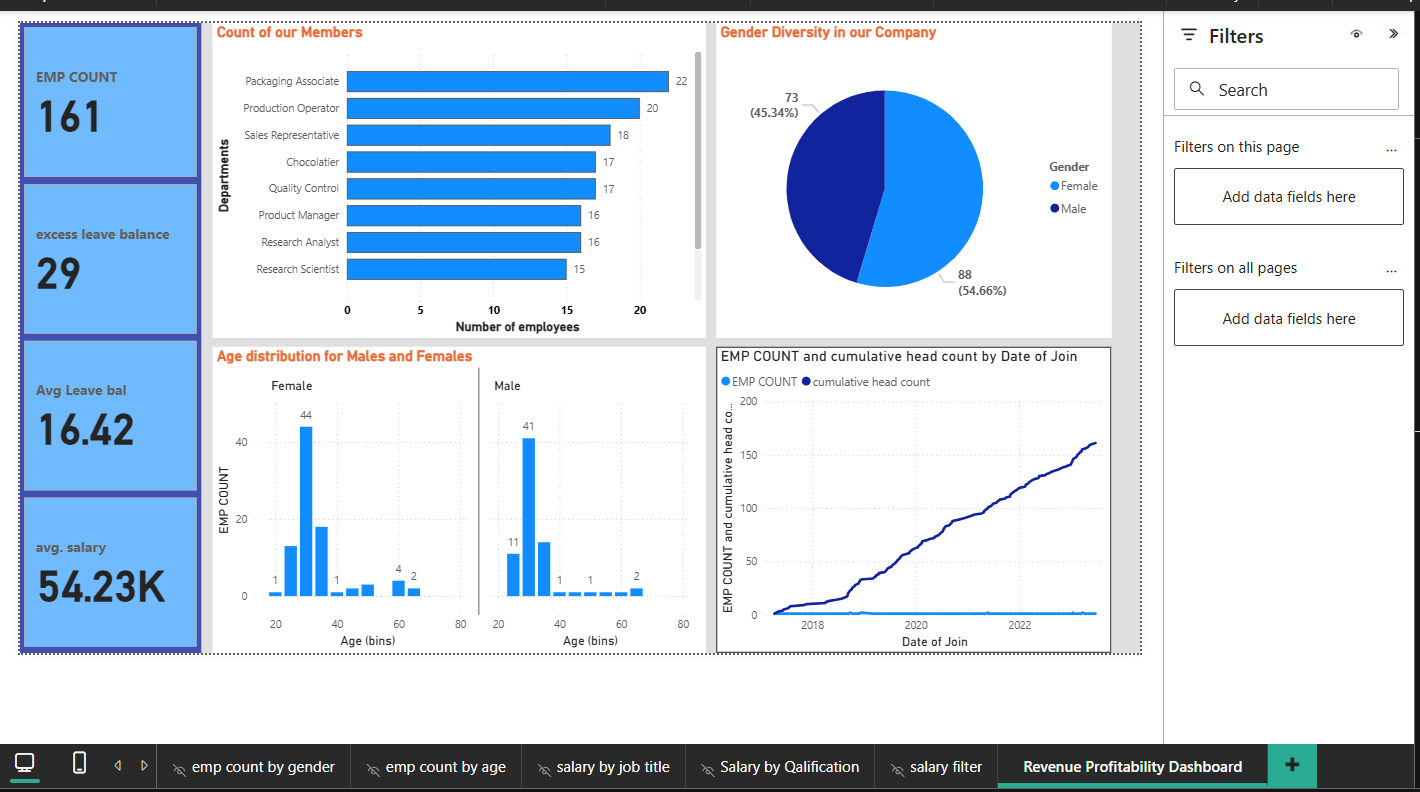 EMP COUNT
161
excess leave balance
29
Avg Leave bal
16.42
avg. salary
54.23K
Count of our Members
Departments
Packaging Associate
22
Production Operator
20
Sales Representative
18
Chocolatier
17
Quality Control
17
Product Manager
16
Research Analyst
16
Research Scientist
15
0 5 10 15 20
Number of employees
Gender Diversity in our Company
73
(45.34%)
88
(54.66%)
Gender
Female
Male
Age distribution for Males and Females
Female
Male
EMP COUNT
40
20
0
1
44
1
4
2
11
41
1
1
1
2
20 40 60 80
20 40 60 80
Age (bins)
Age (bins)
EMP COUNT and cumulative head count by Date of Join
EMP COUNT cumulative head count
EMP COUNT and cumulative head co...
200
150
100
50
0
2018 2020 2022
Date of Join
Filters
Search
Filters on this page ...
Add data fields here
Filters on all pages ...
Add data fields here
emp count by gender
emp count by age
salary by job title
Salary by Qalification
salary filter
Revenue Profitability Dashboard
+